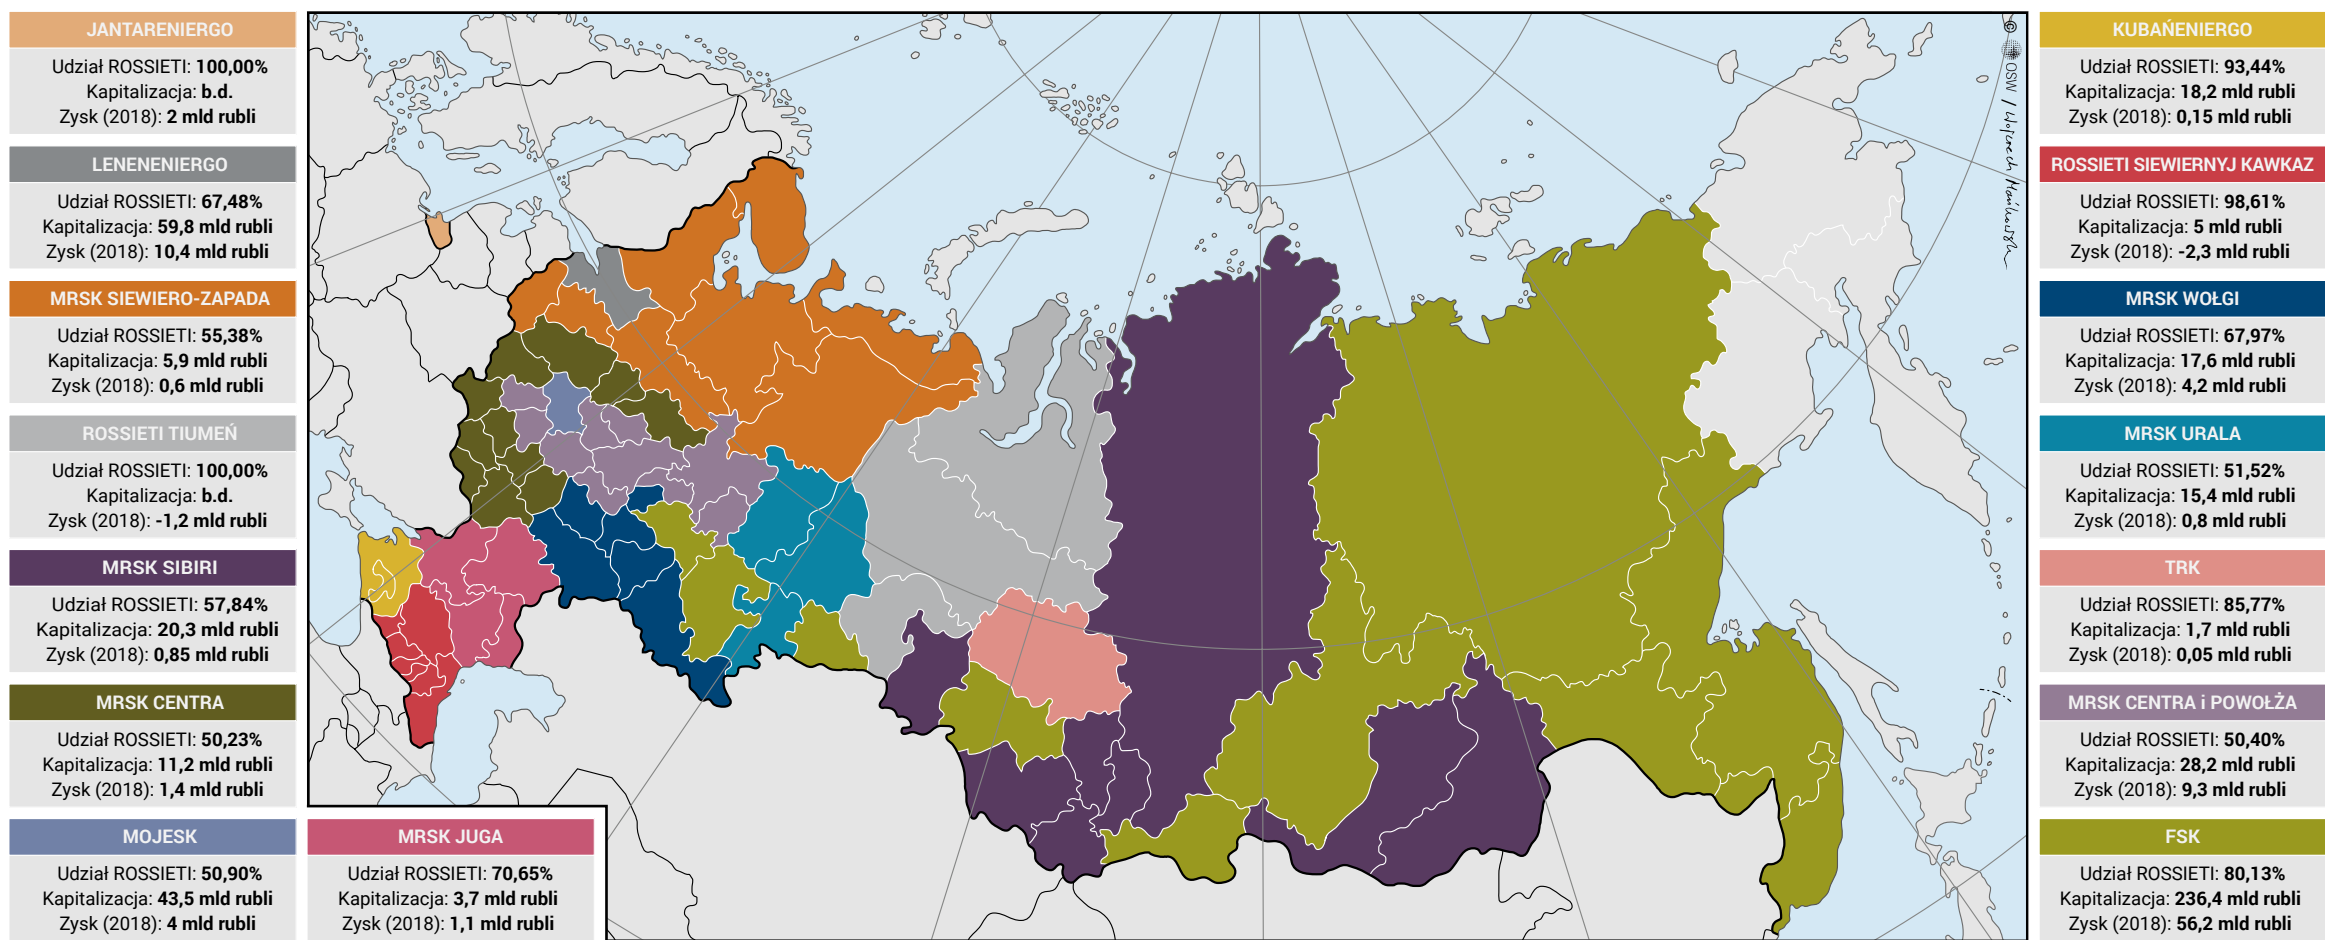 JANTARENIERGO
Udział ROSSIETI: 100,00%
Kapitalizacja: b.d.
Zysk (2018): 2 mld rubli
LENENENIERGO
Udział ROSSIETI: 67,48%
Kapitalizacja: 59,8 mld rubli
Zysk (2018): 10,4 mld rubli
MRSK SIEWIERO-ZAPADA
Udział ROSSIETI: 55,38%
Kapitalizacja: 5,9 mld rubli
Zysk (2018): 0,6 mld rubli
ROSSIETI TIUMEŃ
Udział ROSSIETI: 100,00%
Kapitalizacja: b.d.
Zysk (2018): -1,2 mld rubli
MRSK SIBIRI
Udział ROSSIETI: 57,84%
Kapitalizacja: 20,3 mld rubli
Zysk (2018): 0,85 mld rubli
MRSK CENTRA
Udział ROSSIETI: 50,23%
Kapitalizacja: 11,2 mld rubli
Zysk (2018): 1,4 mld rubli
MOJESK
Udział ROSSIETI: 50,90%
Kapitalizacja: 43,5 mld rubli
Zysk (2018): 4 mld rubli
MRSK JUGA
Udział ROSSIETI: 70,65%
Kapitalizacja: 3,7 mld rubli
Zysk (2018): 1,1 mld rubli
© OSW / Wojciech Mańkowski
KUBAŃENIERGO
Udział ROSSIETI: 93,44%
Kapitalizacja: 18,2 mld rubli
Zysk (2018): 0,15 mld rubli
ROSSIETI SIEWIERNYJ KAWKAZ
Udział ROSSIETI: 98,61%
Kapitalizacja: 5 mld rubli
Zysk (2018): -2,3 mld rubli
MRSK WOŁGI
Udział ROSSIETI: 67,97%
Kapitalizacja: 17,6 mld rubli
Zysk (2018): 4,2 mld rubli
MRSK URALA
Udział ROSSIETI: 51,52%
Kapitalizacja: 15,4 mld rubli
Zysk (2018): 0,8 mld rubli
TRK
Udział ROSSIETI: 85,77%
Kapitalizacja: 1,7 mld rubli
Zysk (2018): 0,05 mld rubli
MRSK CENTRA i POWOŁŻA
Udział ROSSIETI: 50,40%
Kapitalizacja: 28,2 mld rubli
Zysk (2018): 9,3 mld rubli
FSK
Udział ROSSIETI: 80,13%
Kapitalizacja: 236,4 mld rubli
Zysk (2018): 56,2 mld rubli